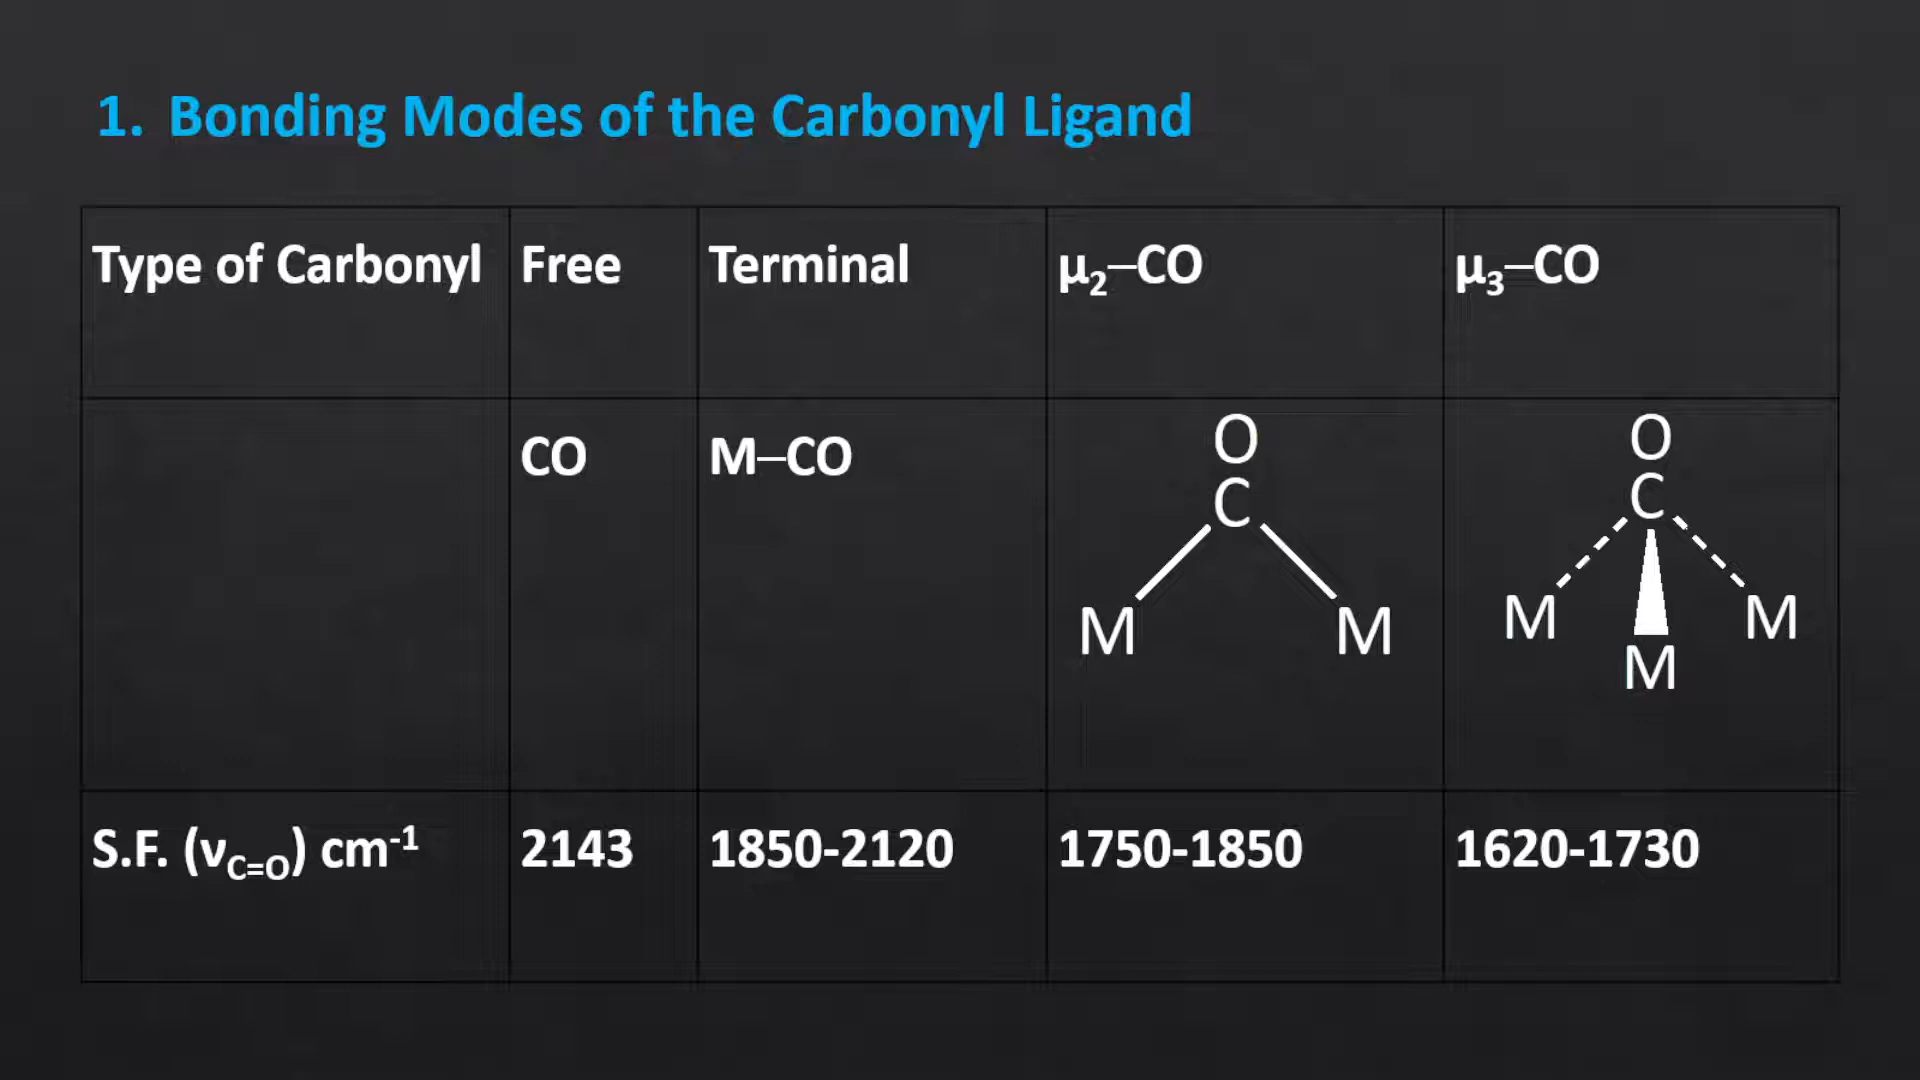 1. Bonding Modes of the Carbonyl Ligand
Type of Carbonyl Free Terminal μ₂–CO μ₃–CO
CO M–CO
O
C
M M
O
C
M M
M
S.F. (νC=O) cm⁻¹ 2143 1850-2120 1750-1850 1620-1730